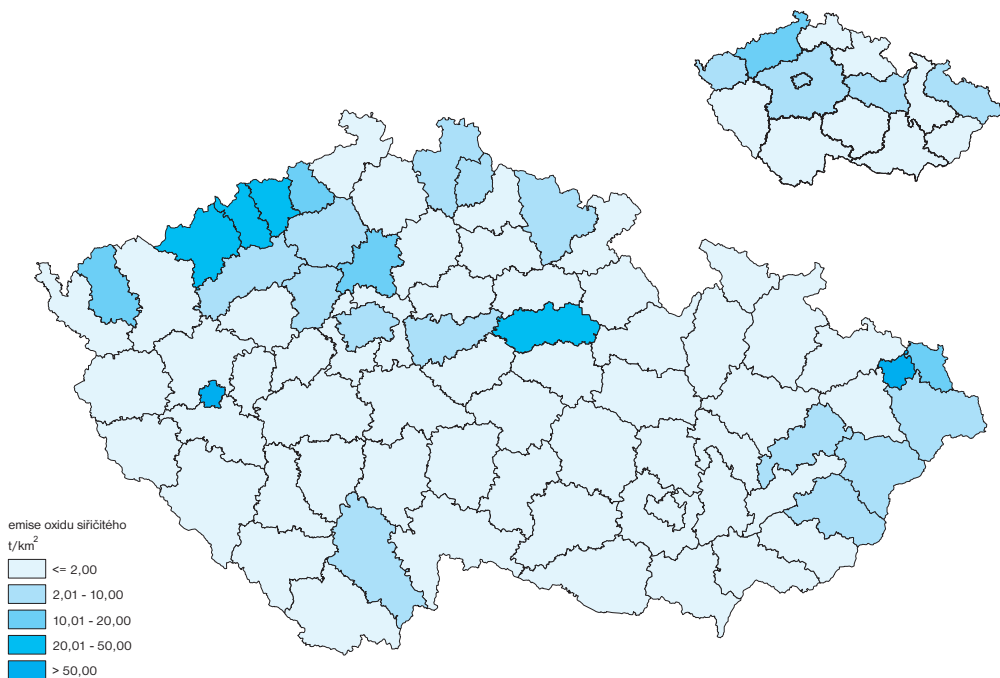 emise oxidu siřičitého
t/km²
<= 2,00
2,01 - 10,00
10,01 - 20,00
20,01 - 50,00
> 50,00